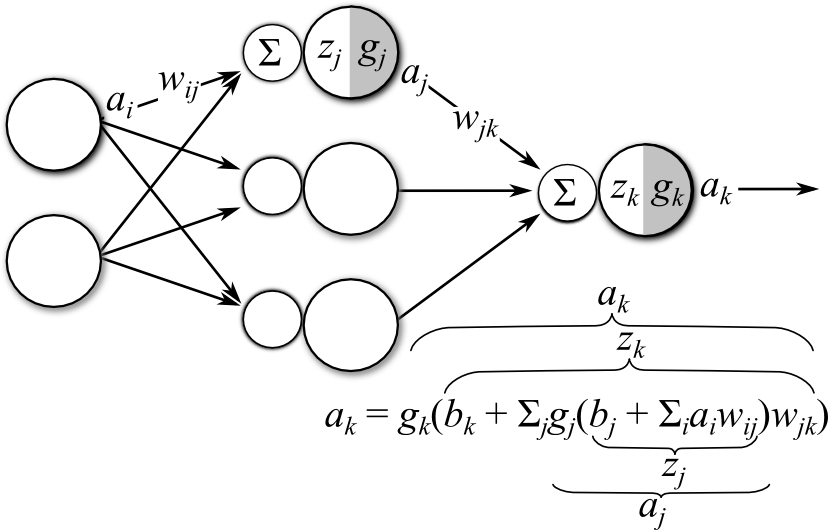 Σ z_j g_j
a_i w_ij a_j
w_jk
Σ z_k g_k a_k
a_k
z_k
a_k = g_k(b_k + Σ_j g_j(b_j + Σ_i a_i w_ij)w_jk)
z_j
a_j